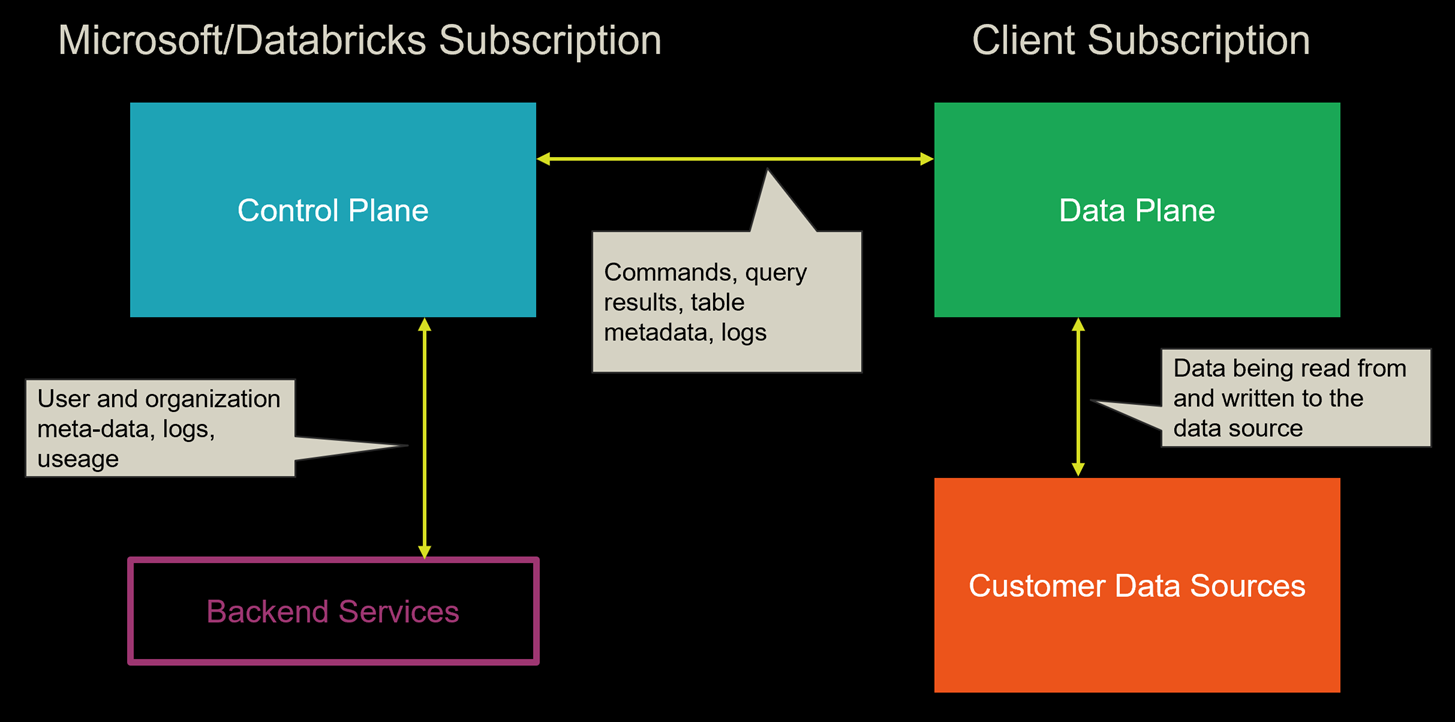 Microsoft/Databricks Subscription
Client Subscription
Control Plane
Data Plane
Commands, query
results, table
metadata, logs
User and organization
meta-data, logs,
useage
Data being read from
and written to the
data source
Backend Services
Customer Data Sources